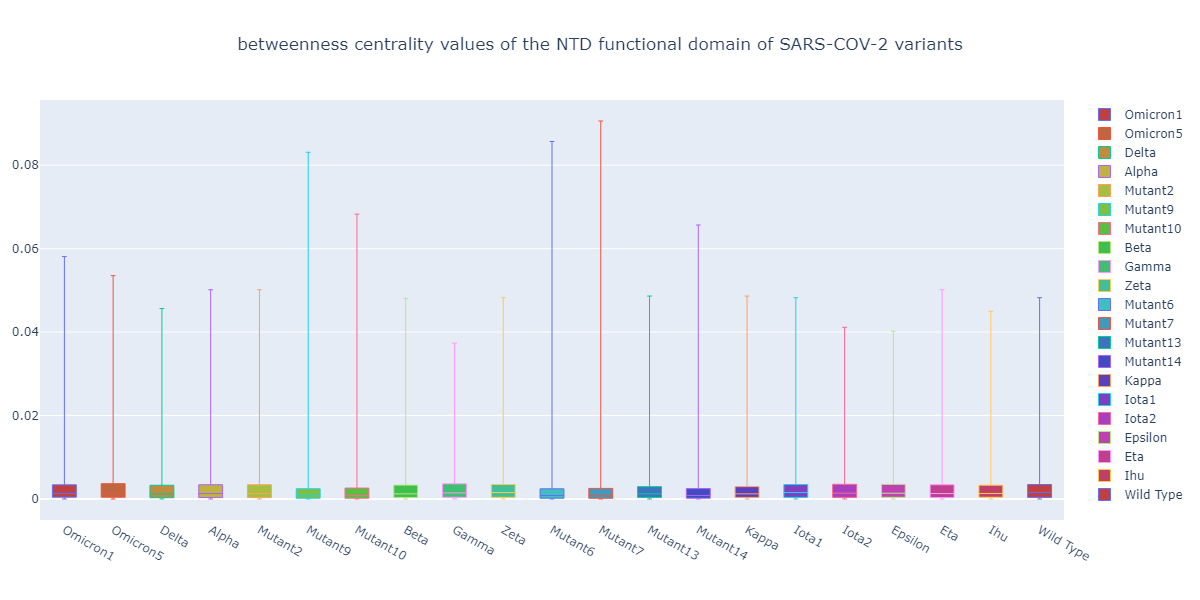 betweenness centrality values of the NTD functional domain of SARS-COV-2 variants
0.08
0.06
0.04
0.02
0
Omicron1
Omicron5
Delta
Alpha
Mutant2
Mutant9
Mutant10
Beta
Gamma
Zeta
Mutant6
Mutant7
Mutant13
Mutant14
Kappa
Iota1
Iota2
Epsilon
Eta
Ihu
Wild Type
Omicron1
Omicron5
Delta
Alpha
Mutant2
Mutant9
Mutant10
Beta
Gamma
Zeta
Mutant6
Mutant7
Mutant13
Mutant14
Kappa
Iota1
Iota2
Epsilon
Eta
Ihu
Wild Type